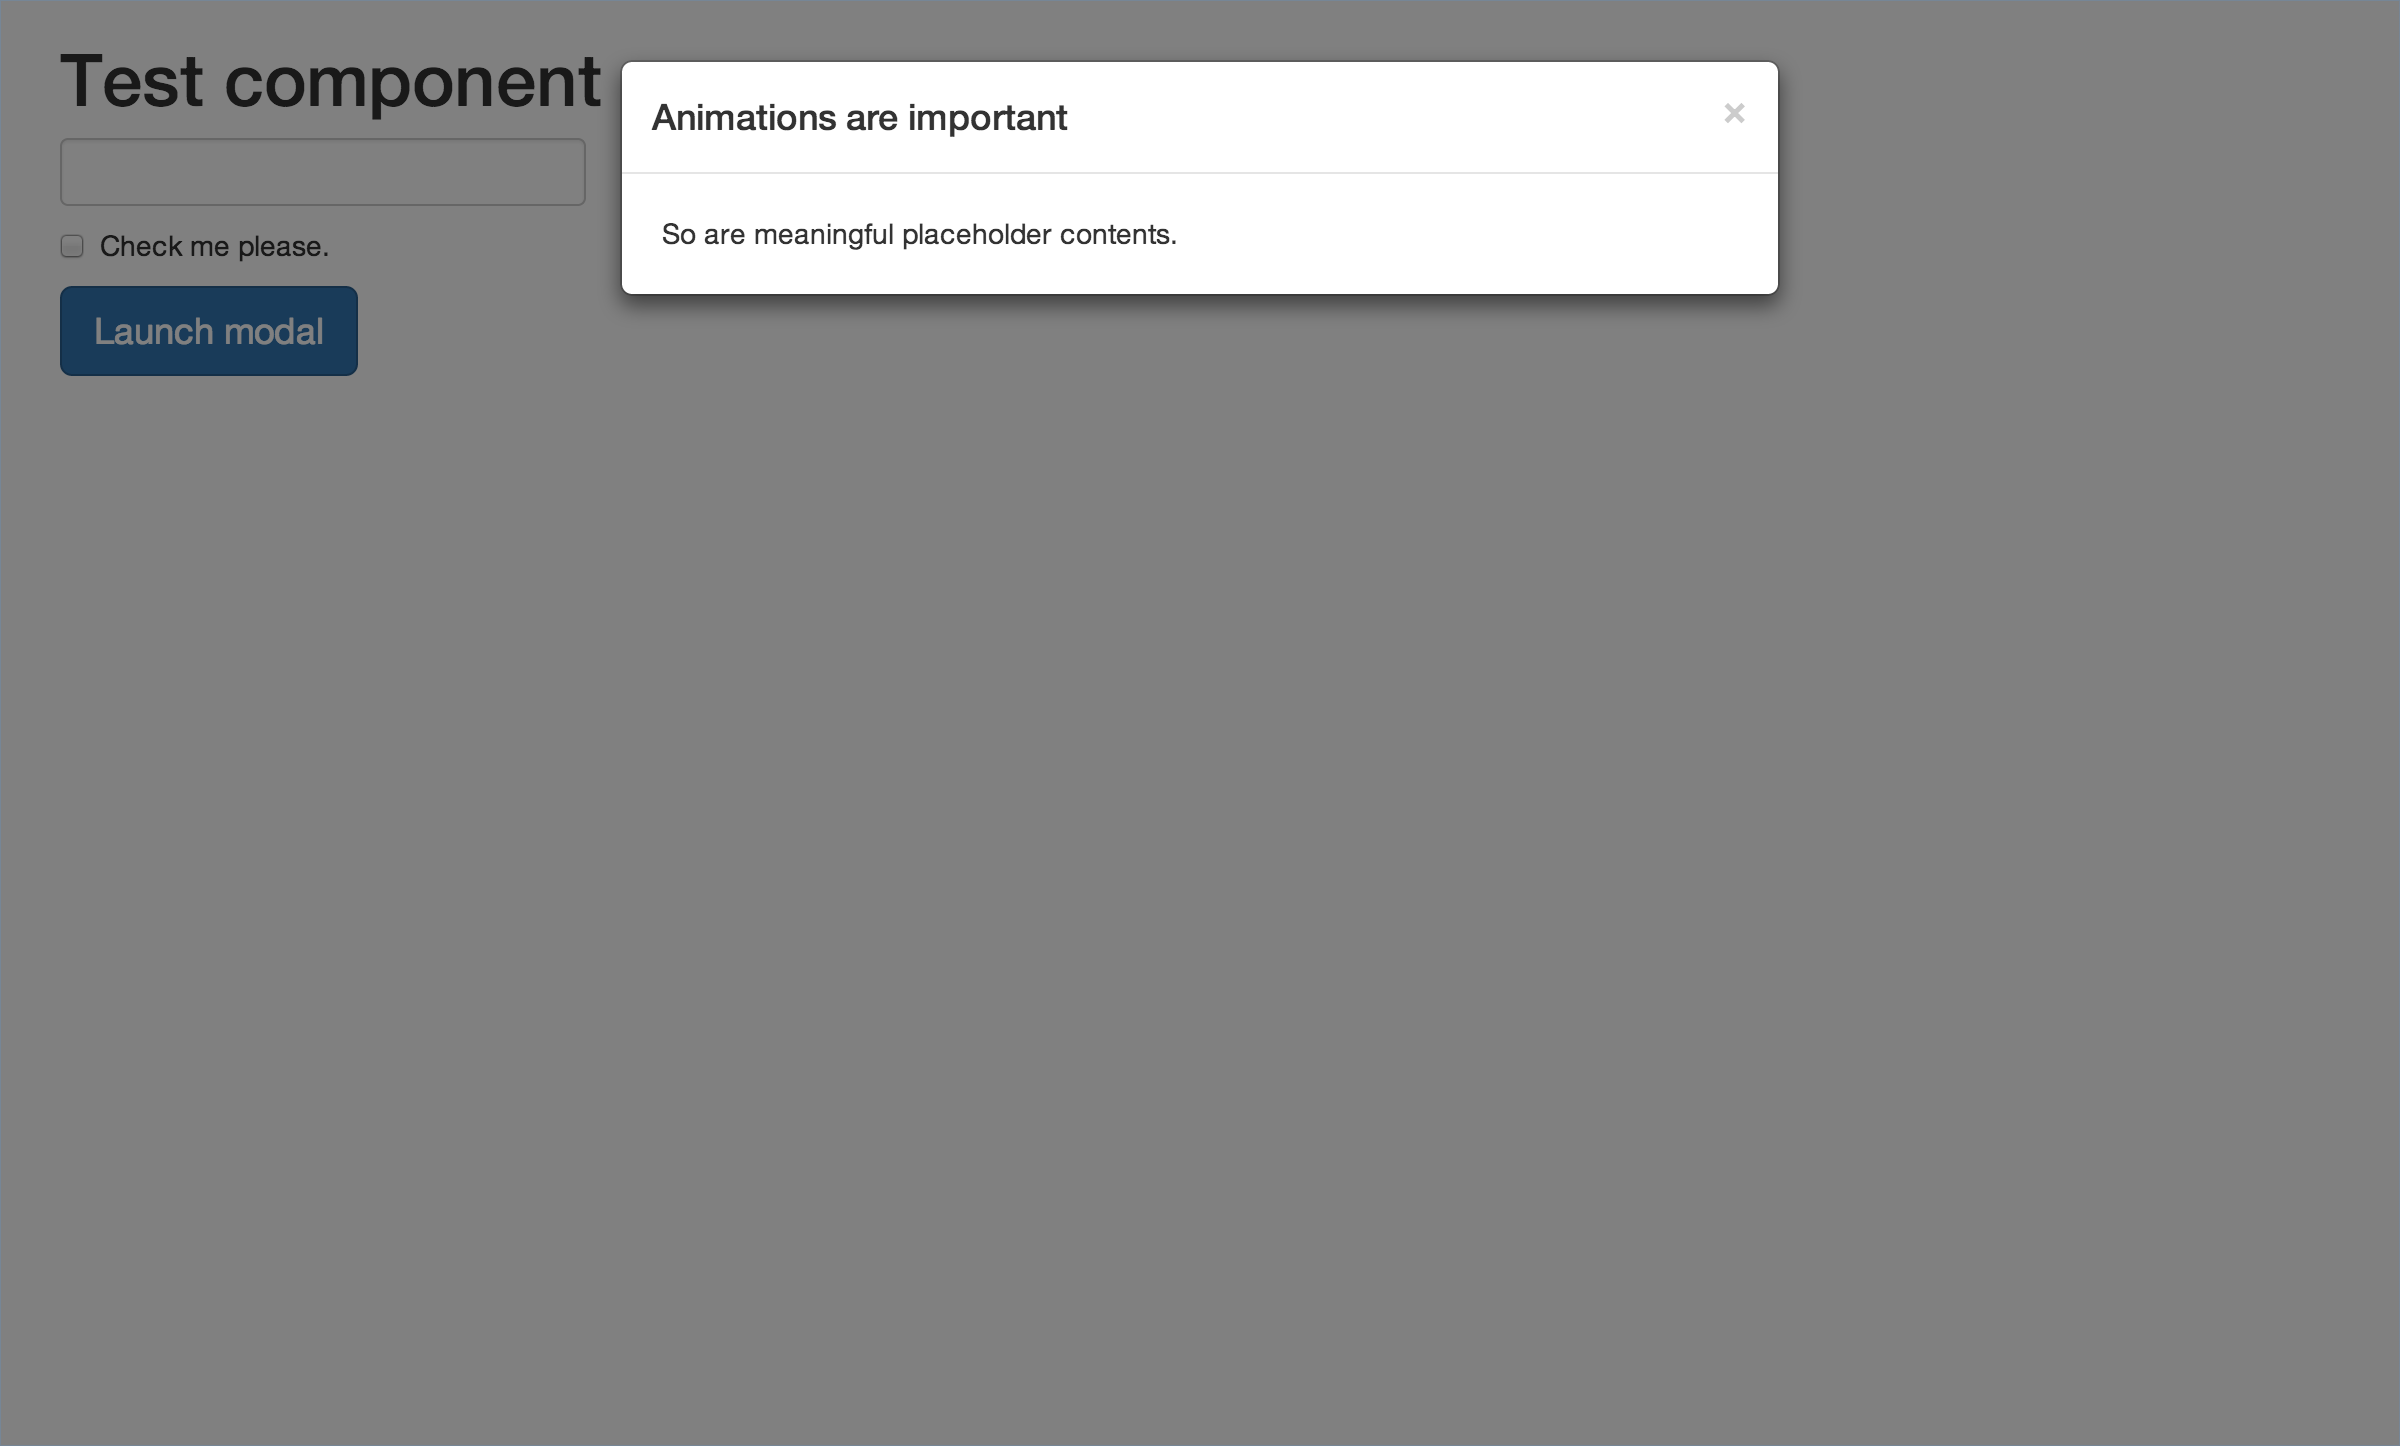 Test component
Animations are important ×
So are meaningful placeholder contents.
Check me please.
Launch modal